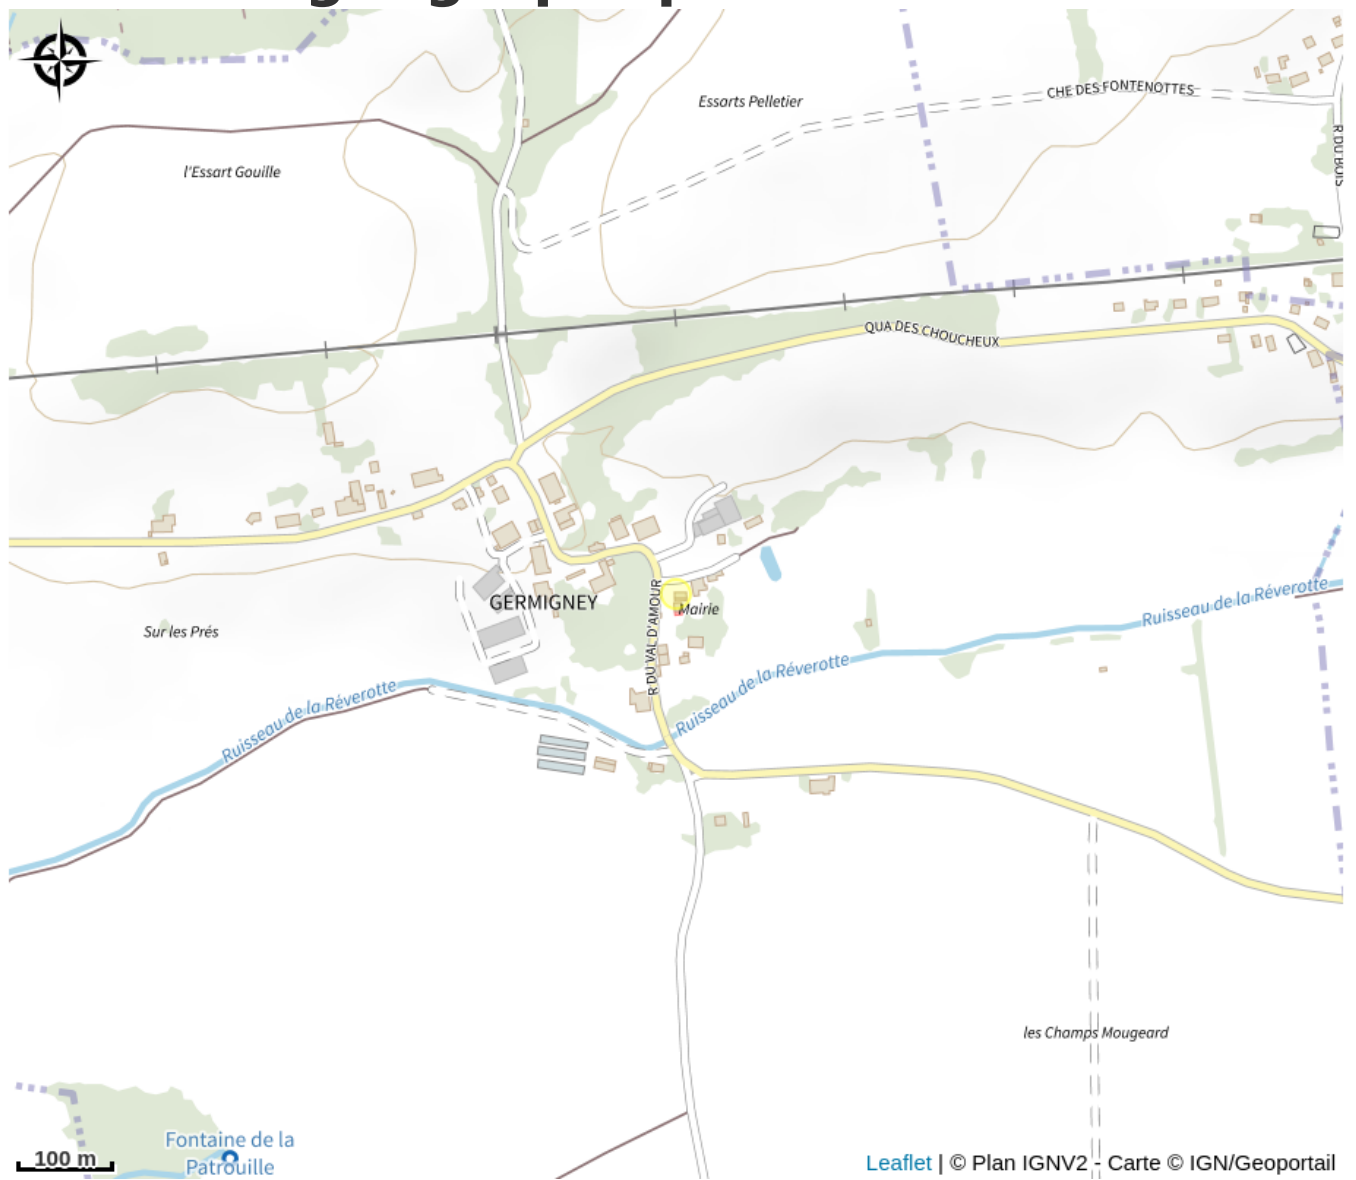 Essarts Pelletier
CHE DES FONTENOTTES
R DU BOIS
l'Essart Gouille
QUA DES CHOUCHEUX
GERMIGNEY
Mairie
R DU VAL D'AMOUR
Sur les Prés
Ruisseau de la Réverotte
Ruisseau de la Réverotte
Ruisseau de la Réverotte
les Champs Mougeard
Fontaine de la
Patrouille
100 m
Leaflet | © Plan IGNV2 - Carte © IGN/Geoportail